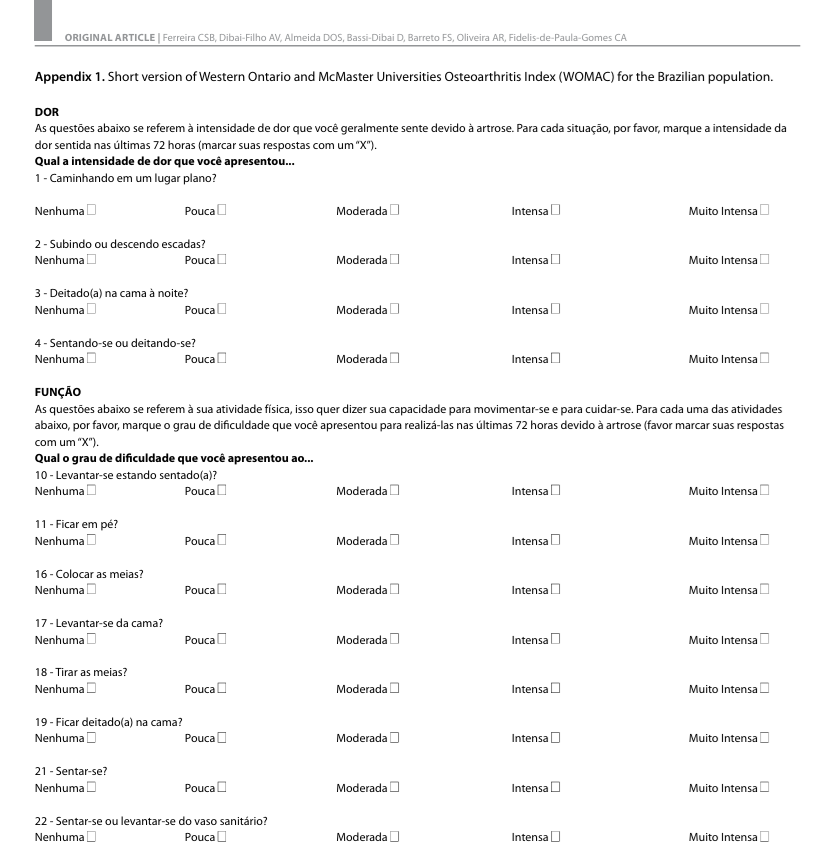 ORIGINAL ARTICLE | Ferreira CSB, Dibai-Filho AV, Almeida DOS, Bassi-Dibai D, Barreto FS, Oliveira AR, Fidelis-de-Paula-Gomes CA
Appendix 1. Short version of Western Ontario and McMaster Universities Osteoarthritis Index (WOMAC) for the Brazilian population.
DOR
As questões abaixo se referem à intensidade de dor que você geralmente sente devido à artrose. Para cada situação, por favor, marque a intensidade da
dor sentida nas últimas 72 horas (marcar suas respostas com um “X”).
Qual a intensidade de dor que você apresentou...
1 - Caminhando em um lugar plano?
Nenhuma □ Pouca □ Moderada □ Intensa □ Muito Intensa □
2 - Subindo ou descendo escadas?
Nenhuma □ Pouca □ Moderada □ Intensa □ Muito Intensa □
3 - Deitado(a) na cama à noite?
Nenhuma □ Pouca □ Moderada □ Intensa □ Muito Intensa □
4 - Sentando-se ou deitando-se?
Nenhuma □ Pouca □ Moderada □ Intensa □ Muito Intensa □
FUNÇÃO
As questões abaixo se referem à sua atividade física, isso quer dizer sua capacidade para movimentar-se e para cuidar-se. Para cada uma das atividades
abaixo, por favor, marque o grau de dificuldade que você apresentou para realizá-las nas últimas 72 horas devido à artrose (favor marcar suas respostas
com um “X”).
Qual o grau de dificuldade que você apresentou ao...
10 - Levantar-se estando sentado(a)?
Nenhuma □ Pouca □ Moderada □ Intensa □ Muito Intensa □
11 - Ficar em pé?
Nenhuma □ Pouca □ Moderada □ Intensa □ Muito Intensa □
16 - Colocar as meias?
Nenhuma □ Pouca □ Moderada □ Intensa □ Muito Intensa □
17 - Levantar-se da cama?
Nenhuma □ Pouca □ Moderada □ Intensa □ Muito Intensa □
18 - Tirar as meias?
Nenhuma □ Pouca □ Moderada □ Intensa □ Muito Intensa □
19 - Ficar deitado(a) na cama?
Nenhuma □ Pouca □ Moderada □ Intensa □ Muito Intensa □
21 - Sentar-se?
Nenhuma □ Pouca □ Moderada □ Intensa □ Muito Intensa □
22 - Sentar-se ou levantar-se do vaso sanitário?
Nenhuma □ Pouca □ Moderada □ Intensa □ Muito Intensa □